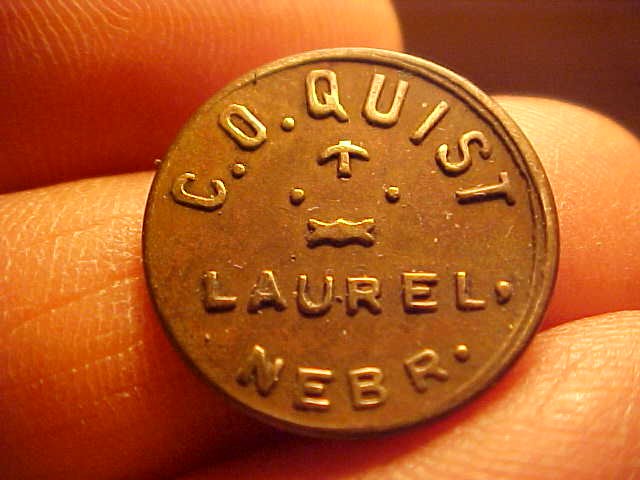 C.O. QUIST
LAUREL,
NEBR.